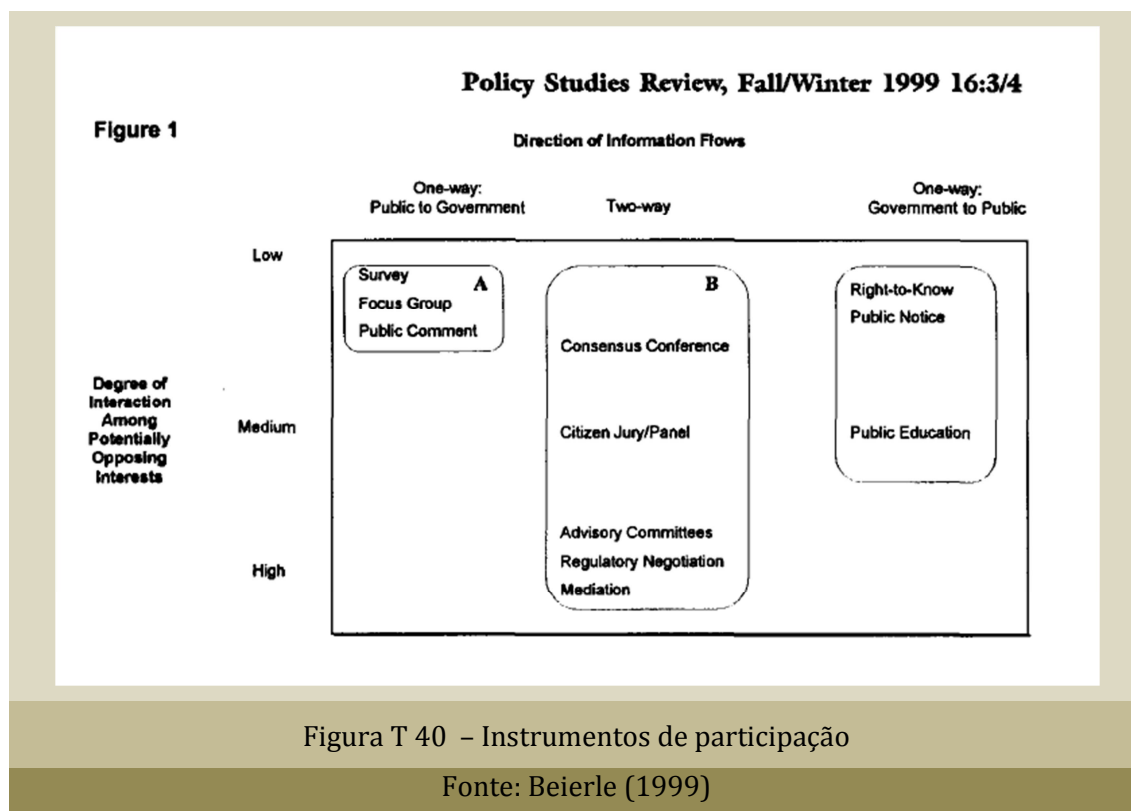 Policy Studies Review, Fall/Winter 1999 16:3/4
Figure 1
Direction of Information Flows
One-way:
Public to Government
Two-way
One-way:
Government to Public
Degree of
Interaction
Among
Potentially
Opposing
Interests
Low
Medium
High
Survey
A
Focus Group
Public Comment
B
Consensus Conference
Citizen Jury/Panel
Advisory Committees
Regulatory Negotiation
Mediation
Right-to-Know
Public Notice
Public Education
Figura T 40 – Instrumentos de participação
Fonte: Beierle (1999)